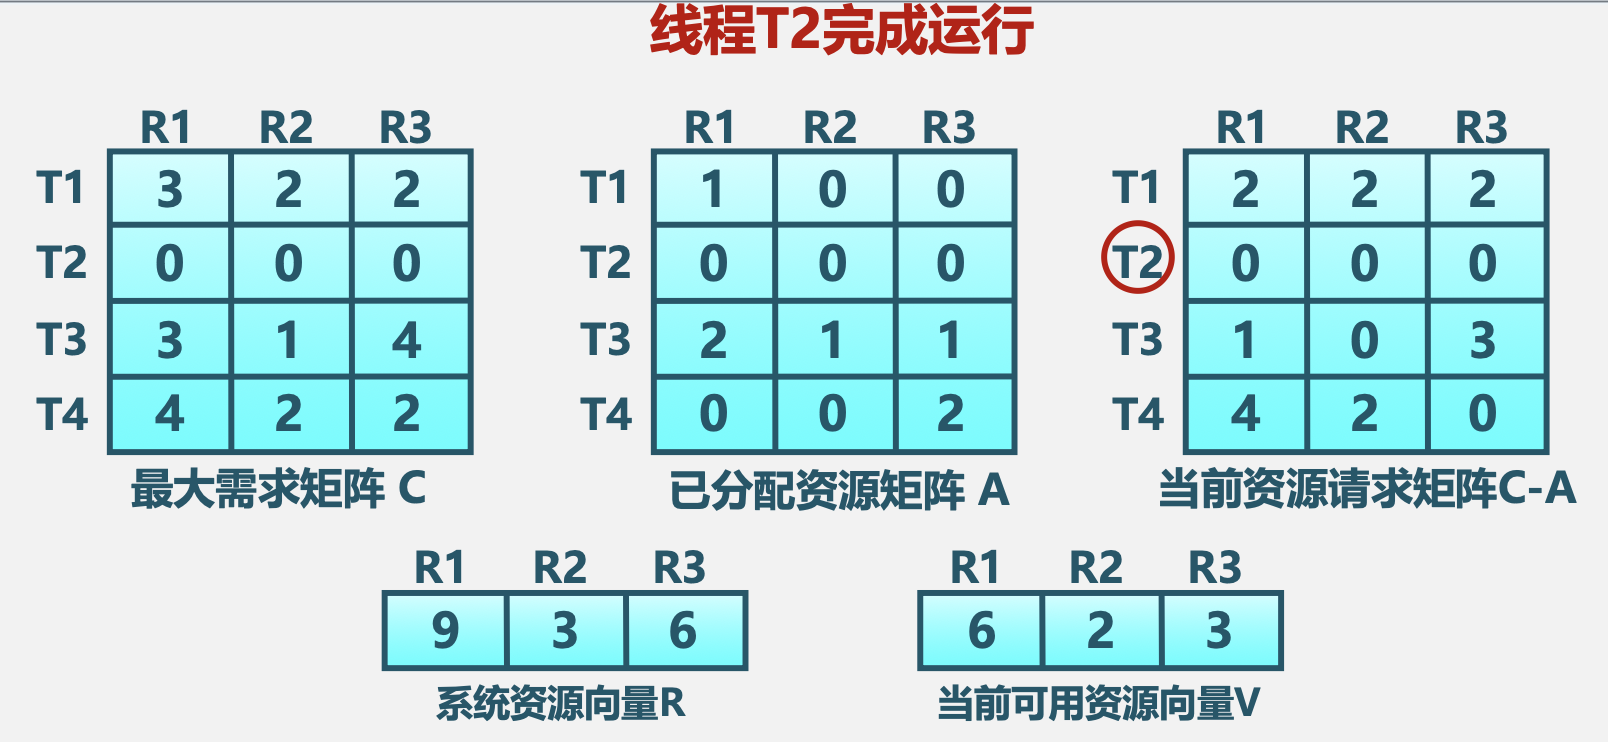 线程T2完成运行
R1 R2 R3 R1 R2 R3 R1 R2 R3
T1 3 2 2 T1 1 0 0 T1 2 2 2
T2 0 0 0 T2 0 0 0 T2 0 0 0
T3 3 1 4 T3 2 1 1 T3 1 0 3
T4 4 2 2 T4 0 0 2 T4 4 2 0
最大需求矩阵 C 已分配资源矩阵 A 当前资源请求矩阵C-A
R1 R2 R3 R1 R2 R3
9 3 6 6 2 3
系统资源向量R 当前可用资源向量V